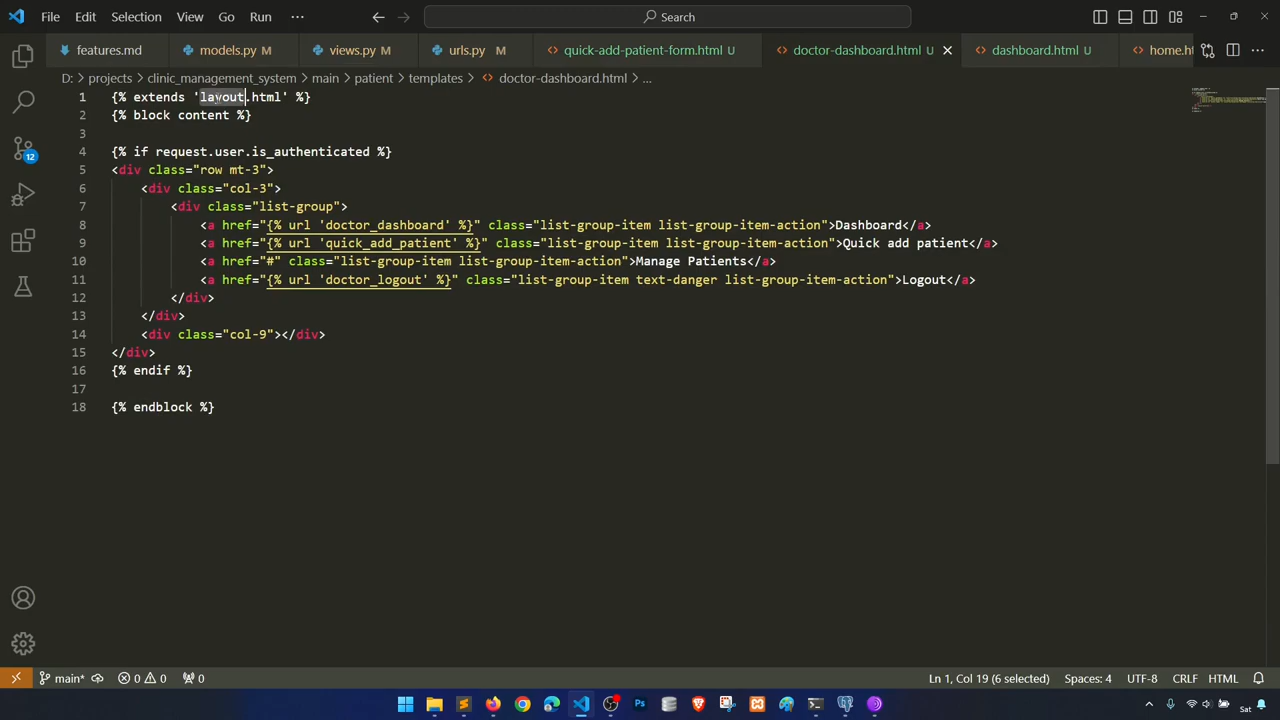 File Edit Selection View Go Run ··· Search
features.md models.py M views.py M urls.py M quick-add-patient-form.html U doctor-dashboard.html U dashboard.html U home.ht
D: > projects > clinic_management_system > main > patient > templates > doctor-dashboard.html > ...
1 {% extends 'layout.html' %}
2 {% block content %}
3
4 {% if request.user.is_authenticated %}
5 <div class="row mt-3">
6 <div class="col-3">
7 <div class="list-group">
8 <a href="{% url 'doctor_dashboard' %}" class="list-group-item list-group-item-action">Dashboard</a>
9 <a href="{% url 'quick_add_patient' %}" class="list-group-item list-group-item-action">Quick add patient</a>
10 <a href="#" class="list-group-item list-group-item-action">Manage Patients</a>
11 <a href="{% url 'doctor_logout' %}" class="list-group-item text-danger list-group-item-action">Logout</a>
12 </div>
13 </div>
14 <div class="col-9"></div>
15 </div>
16 {% endif %}
17
18 {% endblock %}
12
main* 0 0 0 Ln 1, Col 19 (6 selected) Spaces: 4 UTF-8 CRLF HTML
Ps Sat